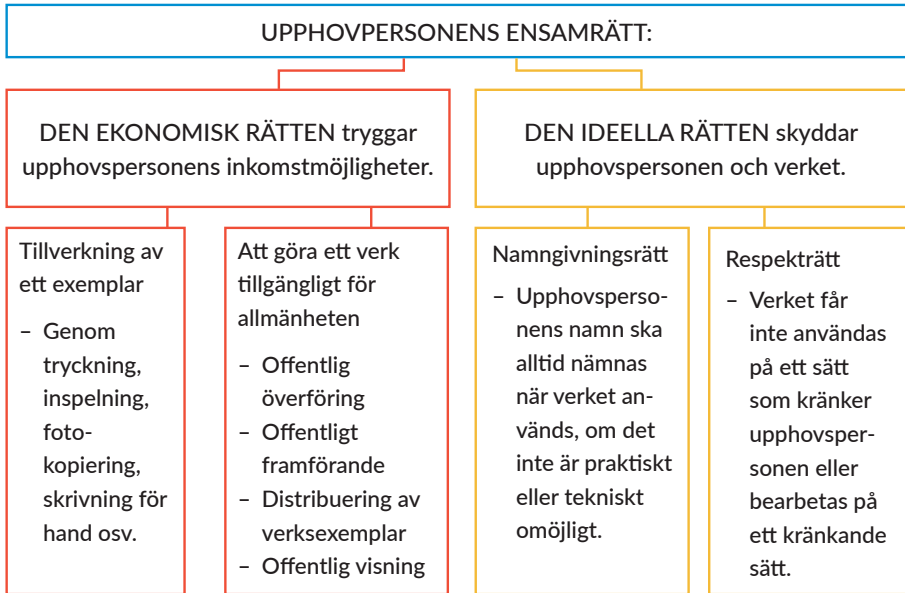 UPPHOVPERSONENS ENSAMRÄTT:
DEN EKONOMISK RÄTTEN tryggar
upphovspersonens inkomstmöjligheter.
DEN IDEELLA RÄTTEN skyddar
upphovspersonen och verket.
Tillverkning av
ett exemplar
– Genom
tryckning,
inspelning,
foto-
kopiering,
skrivning för
hand osv.
Att göra ett verk
tillgängligt för
allmänheten
– Offentlig
överföring
– Offentligt
framförande
– Distribuering av
verksexemplar
– Offentlig visning
Namngivningsrätt
– Upphovsperso-
nens namn ska
alltid nämnas
när verket an-
vänds, om det
inte är praktiskt
eller tekniskt
omöjligt.
Respekträtt
– Verket får
inte användas
på ett sätt
som kränker
upphovsper-
sonen eller
bearbetas på
ett kränkande
sätt.